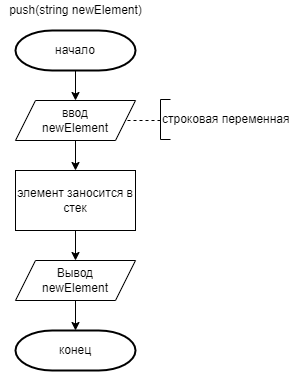 push(string newElement)
начало
ввод
newElement
строковая переменная
элемент заносится в
стек
Вывод
newElement
конец